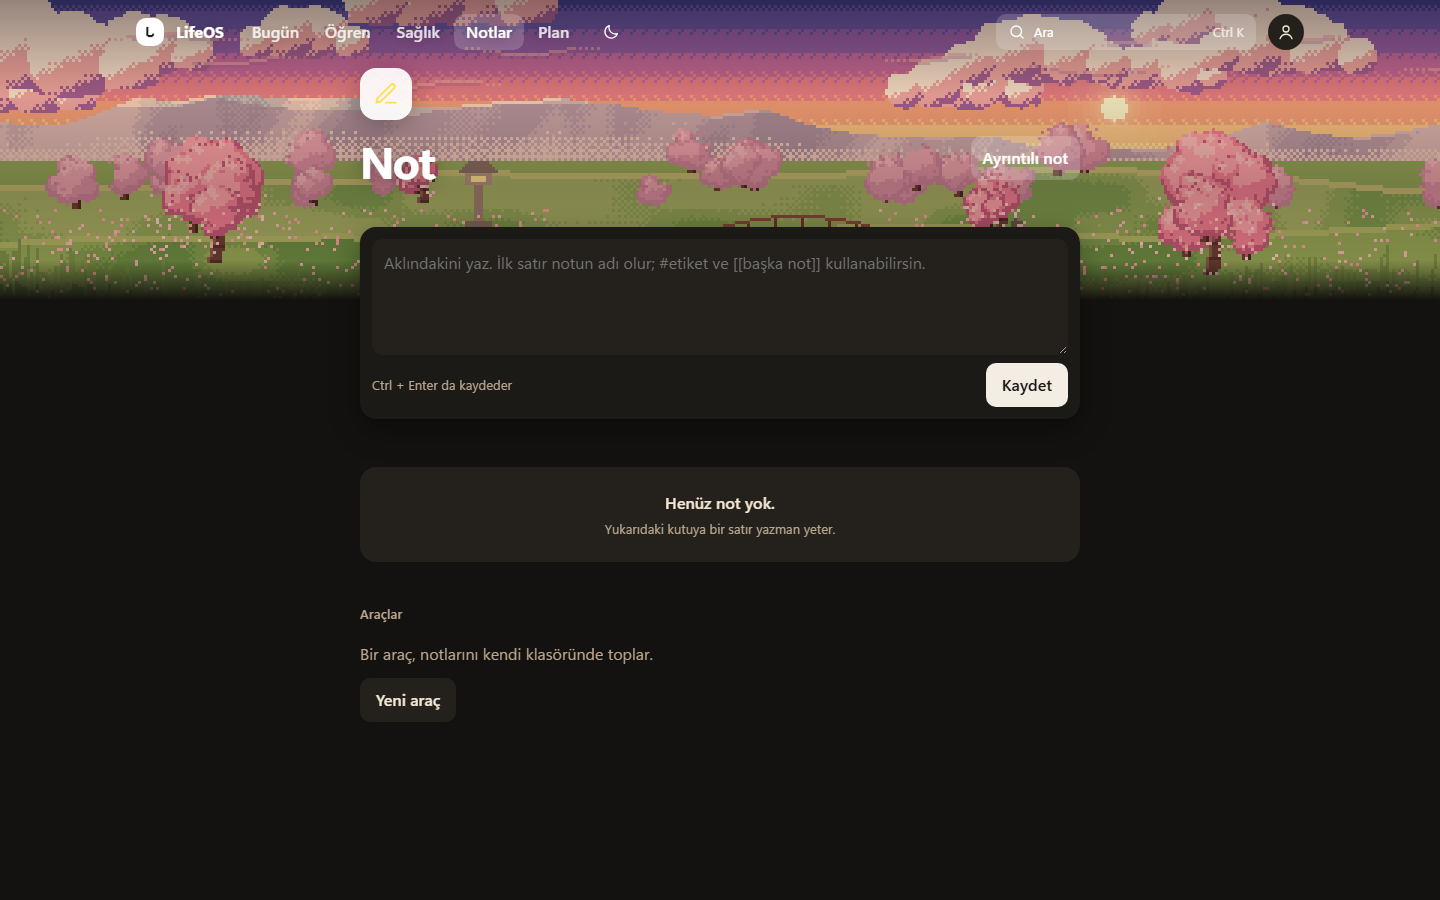 LifeOS Bugün Öğren Sağlık Notlar Plan Ara Ctrl K
Not
Ayrıntılı not
Aklındakini yaz. İlk satır notun adı olur; #etiket ve [[başka not]] kullanabilirsin.
Ctrl + Enter da kaydeder
Kaydet
Henüz not yok.
Yukarıdaki kutuya bir satır yazman yeter.
Araçlar
Bir araç, notlarını kendi klasöründe toplar.
Yeni araç